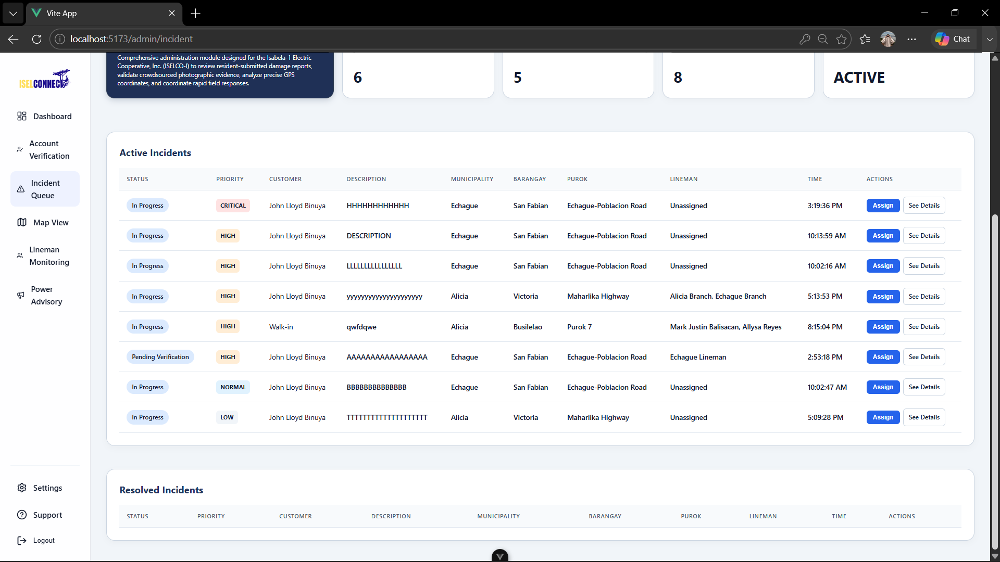 Vite App
localhost:5173/admin/incident
Chat
ISELCONNECT
Dashboard
Account
Verification
Incident
Queue
Map View
Lineman
Monitoring
Power
Advisory
Settings
Support
Logout
Comprehensive administration module designed for the Isabela-1 Electric
Cooperative, Inc. (ISELCO-I) to review resident-submitted damage reports,
validate crowdsourced photographic evidence, analyze precise GPS
coordinates, and coordinate rapid field responses.
6
5
8
ACTIVE
Active Incidents
STATUS PRIORITY CUSTOMER DESCRIPTION MUNICIPALITY BARANGAY PUROK LINEMAN TIME ACTIONS
In Progress CRITICAL John Lloyd Binuya HHHHHHHHHHHHH Echague San Fabian Echague-Poblacion Road Unassigned 3:19:36 PM Assign See Details
In Progress HIGH John Lloyd Binuya DESCRIPTION Echague San Fabian Echague-Poblacion Road Unassigned 10:13:59 AM Assign See Details
In Progress HIGH John Lloyd Binuya LLLLLLLLLLLLLLLL Echague San Fabian Echague-Poblacion Road Unassigned 10:02:16 AM Assign See Details
In Progress HIGH John Lloyd Binuya yyyyyyyyyyyyyyyyyyyyy Alicia Victoria Maharlika Highway Alicia Branch, Echague Branch 5:13:53 PM Assign See Details
In Progress HIGH Walk-in qwfdqwe Alicia Busilelao Purok 7 Mark Justin Balisacan, Allysa Reyes 8:15:04 PM Assign See Details
Pending Verification HIGH John Lloyd Binuya AAAAAAAAAAAAAAAAA Echague San Fabian Echague-Poblacion Road Echague Lineman 2:53:18 PM Assign See Details
In Progress NORMAL John Lloyd Binuya BBBBBBBBBBBBBB Echague San Fabian Echague-Poblacion Road Unassigned 10:02:47 AM Assign See Details
In Progress LOW John Lloyd Binuya TTTTTTTTTTTTTTTTTTTT Alicia Victoria Maharlika Highway Unassigned 5:09:28 PM Assign See Details
Resolved Incidents
STATUS PRIORITY CUSTOMER DESCRIPTION MUNICIPALITY BARANGAY PUROK LINEMAN TIME ACTIONS